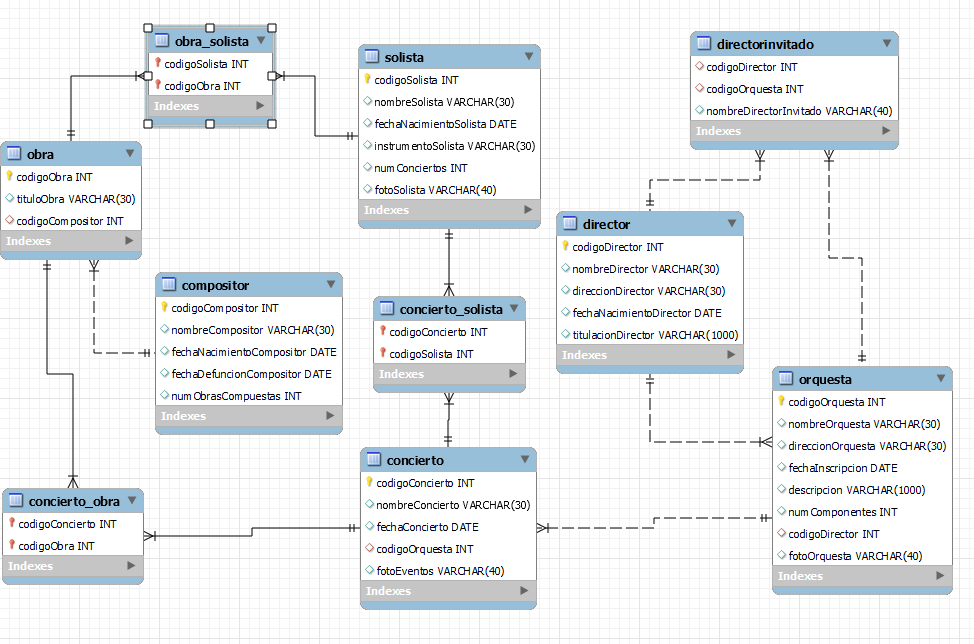 obra_solista
codigoSolista INT
codigoObra INT
Indexes
solista
codigoSolista INT
nombreSolista VARCHAR(30)
fechaNacimientoSolista DATE
instrumentoSolista VARCHAR(30)
numConciertos INT
fotoSolista VARCHAR(40)
Indexes
directorinvitado
codigoDirector INT
codigoOrquesta INT
nombreDirectorInvitado VARCHAR(40)
Indexes
obra
codigoObra INT
tituloObra VARCHAR(30)
codigoCompositor INT
Indexes
director
codigoDirector INT
nombreDirector VARCHAR(30)
direccionDirector VARCHAR(30)
fechaNacimientoDirector DATE
titulacionDirector VARCHAR(1000)
Indexes
compositor
codigoCompositor INT
nombreCompositor VARCHAR(30)
fechaNacimientoCompositor DATE
fechaDefuncionCompositor DATE
numObrasCompuestas INT
Indexes
concierto_solista
codigoConcierto INT
codigoSolista INT
Indexes
orquesta
codigoOrquesta INT
nombreOrquesta VARCHAR(30)
direccionOrquesta VARCHAR(30)
fechaInscripcion DATE
descripcion VARCHAR(1000)
numComponentes INT
codigoDirector INT
fotoOrquesta VARCHAR(40)
Indexes
concierto
codigoConcierto INT
nombreConcierto VARCHAR(30)
fechaConcierto DATE
codigoOrquesta INT
fotoEventos VARCHAR(40)
Indexes
concierto_obra
codigoConcierto INT
codigoObra INT
Indexes